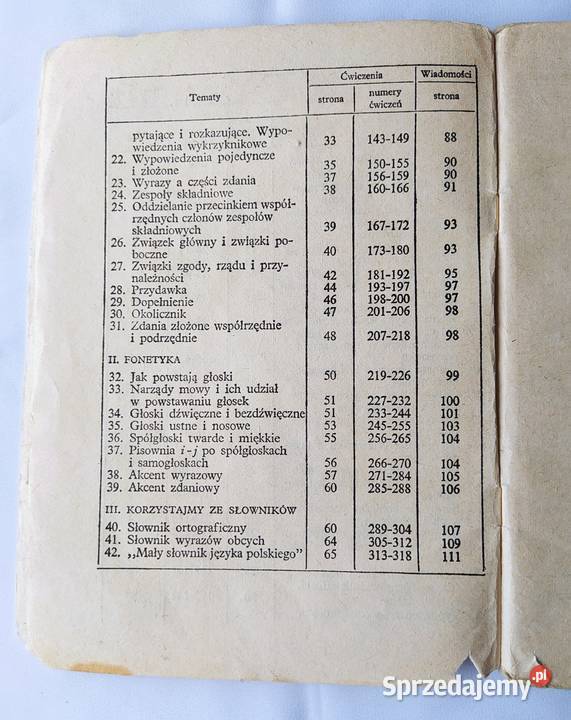 Tematy Ćwiczenia Wiadomości
strona numery ćwiczeń strona
pytające i rozkazujące. Wypo-
wiedzenia wykrzyknikowe 33 143-149 88
22. Wypowiedzenia pojedyncze
i złożone 35 150-155 90
23. Wyrazy a części zdania 37 156-159 90
24. Zespoły składniowe 38 160-166 91
25. Oddzielanie przecinkiem współ-
rzędnych członów zespołów
składniowych 39 167-172 93
26. Związek główny i związki po-
boczne 40 173-180 93
27. Związki zgody, rządu i przy-
należności 42 181-192 95
28. Przydawka 44 193-197 97
29. Dopełnienie 46 198-200 97
30. Okolicznik 47 201-206 98
31. Zdania złożone współrzędnie
i podrzędnie 48 207-218 98
II. FONETYKA
32. Jak powstają głoski 50 219-226 99
33. Narządy mowy i ich udział
w powstawaniu głosek 51 227-232 100
34. Głoski dźwięczne i bezdźwięczne 51 233-244 101
35. Głoski ustne i nosowe 53 245-255 103
36. Spółgłoski twarde i miękkie 55 256-265 104
37. Pisownia i-j po spółgłoskach
i samogłoskach 56 266-270 104
38. Akcent wyrazowy 57 271-284 105
39. Akcent zdaniowy 60 285-288 106
III. KORZYSTAJMY ZE SŁOWNIKÓW
40. Słownik ortograficzny 60 289-304 107
41. Słownik wyrazów obcych 64 305-312 109
42. „Mały słownik języka polskiego” 65 313-318 111
Sprzedajemy.pl